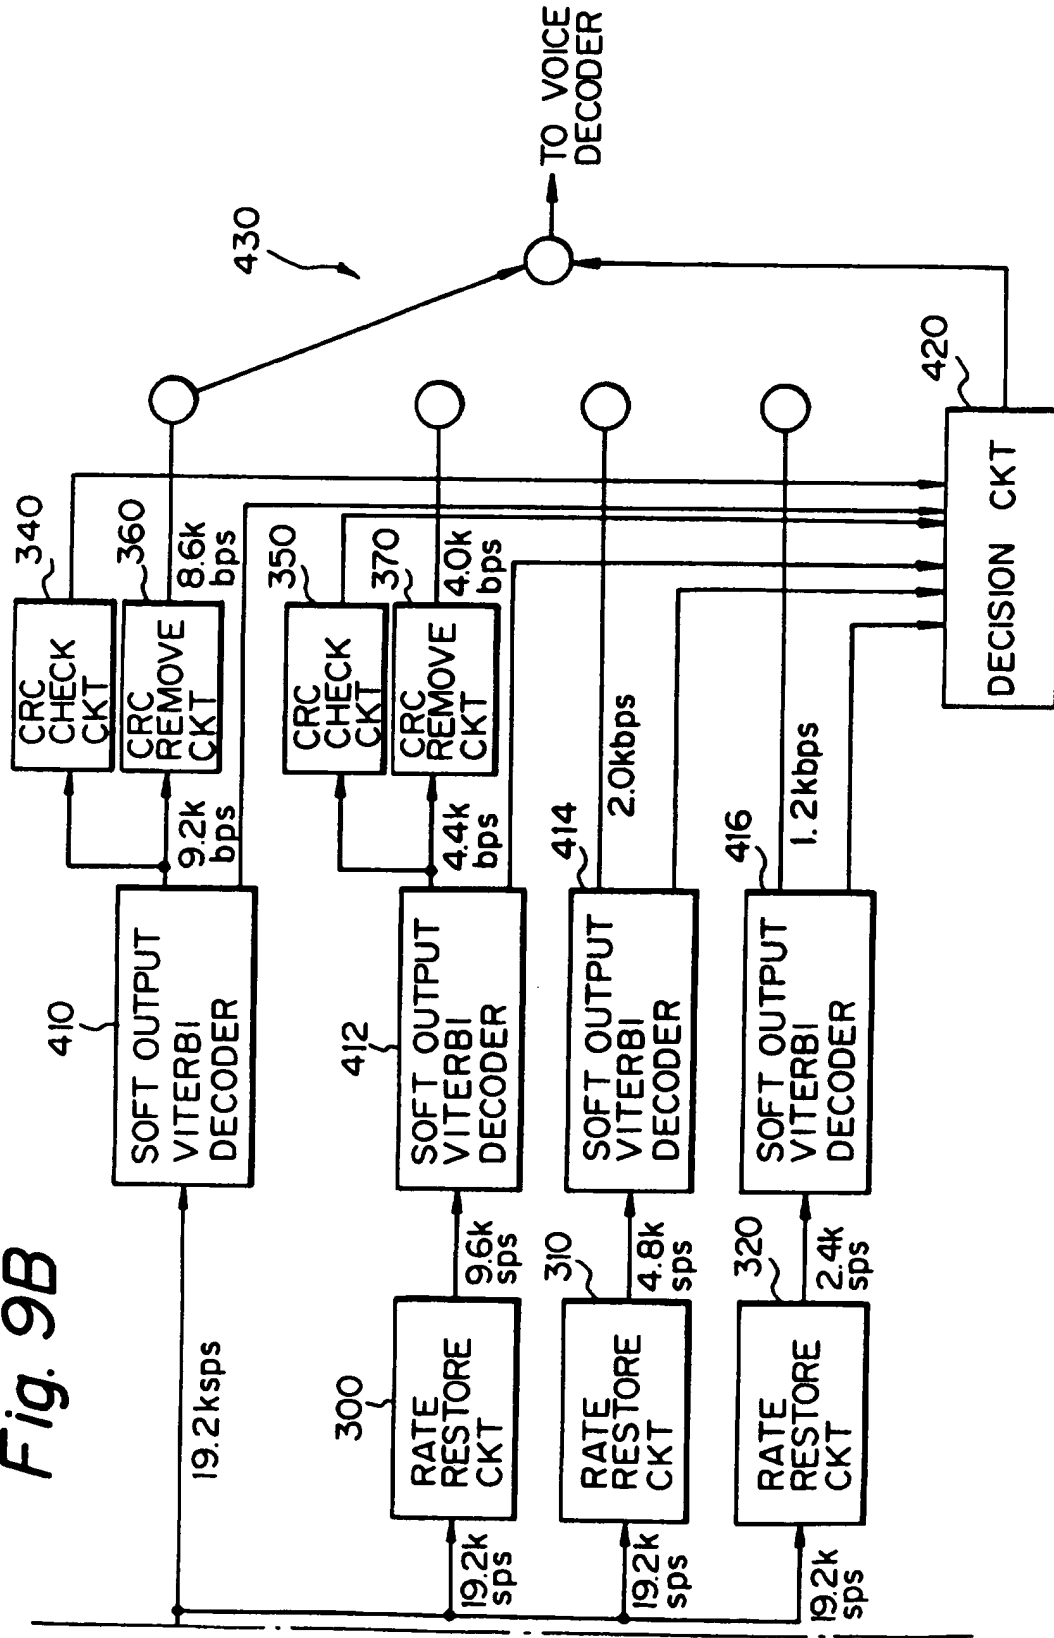 Fig. 9B
19.2ksps
410
SOFT OUTPUT
VITERBI
DECODER
9.2k
bps
340
CRC
CHECK
CKT
360
CRC
REMOVE
CKT
8.6k
bps
430
TO VOICE
DECODER
19.2k
sps
300
RATE
RESTORE
CKT
9.6k
sps
412
SOFT OUTPUT
VITERBI
DECODER
4.4k
bps
350
CRC
CHECK
CKT
370
CRC
REMOVE
CKT
4.0k
bps
19.2k
sps
310
RATE
RESTORE
CKT
4.8k
sps
414
SOFT OUTPUT
VITERBI
DECODER
2.0kbps
19.2k
sps
320
RATE
RESTORE
CKT
2.4k
sps
416
SOFT OUTPUT
VITERBI
DECODER
1.2kbps
420
DECISION CKT